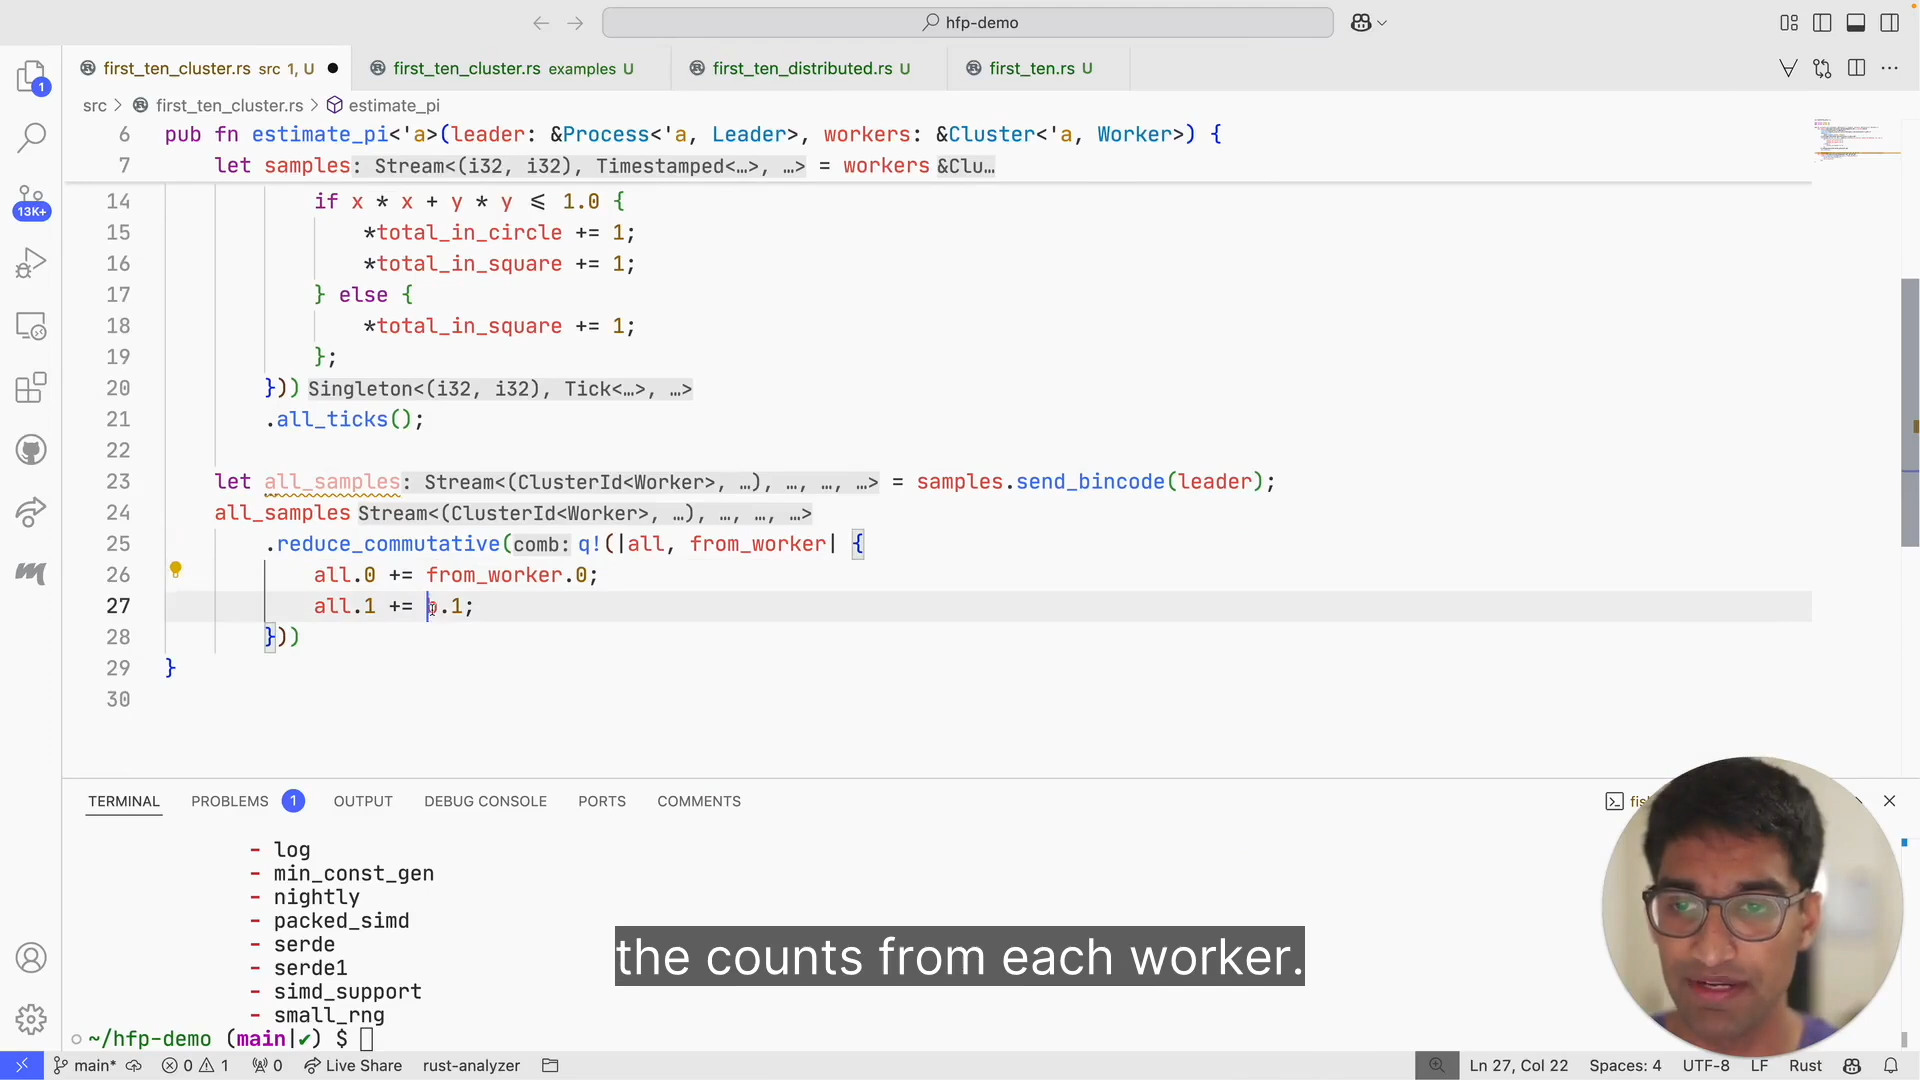 hfp-demo
first_ten_cluster.rs src 1, U
first_ten_cluster.rs examples U
first_ten_distributed.rs U
first_ten.rs U
1
src > first_ten_cluster.rs > estimate_pi
6 pub fn estimate_pi<'a>(leader: &Process<'a, Leader>, workers: &Cluster<'a, Worker>) {
7 let samples: Stream<(i32, i32), Timestamped<…>, …> = workers &Clu…
14 if x * x + y * y <= 1.0 {
15 *total_in_circle += 1;
16 *total_in_square += 1;
17 } else {
18 *total_in_square += 1;
19 };
20 })) Singleton<(i32, i32), Tick<…>, …>
21 .all_ticks();
22
23 let all_samples: Stream<(ClusterId<Worker>, …), …, …, …> = samples.send_bincode(leader);
24 all_samples Stream<(ClusterId<Worker>, …), …, …, …>
25 .reduce_commutative(comb: q!(|all, from_worker| {
26 all.0 += from_worker.0;
27 all.1 += .1;
28 }))
29 }
30
13K+
TERMINAL
PROBLEMS 1
OUTPUT
DEBUG CONSOLE
PORTS
COMMENTS
- log
- min_const_gen
- nightly
- packed_simd
- serde
- serde1
- simd_support
- small_rng
~/hfp-demo (main|✔) $
the counts from each worker.
main* 0 1 0 Live Share rust-analyzer
Ln 27, Col 22 Spaces: 4 UTF-8 LF Rust